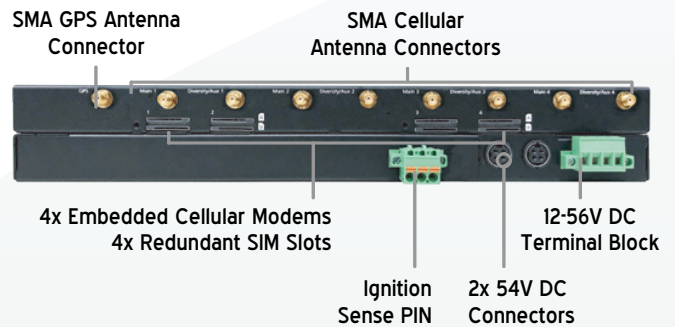 SMA GPS Antenna
Connector
SMA Cellular
Antenna Connectors
GPS
Main 1
Diversity/Aux 1
Main 2
Diversity/Aux 2
Main 3
Diversity/Aux 3
Main 4
Diversity/Aux 4
1
2
A
B
3
4
A
B
4x Embedded Cellular Modems
4x Redundant SIM Slots
Ignition
Sense PIN
2x 54V DC
Connectors
12-56V DC
Terminal Block